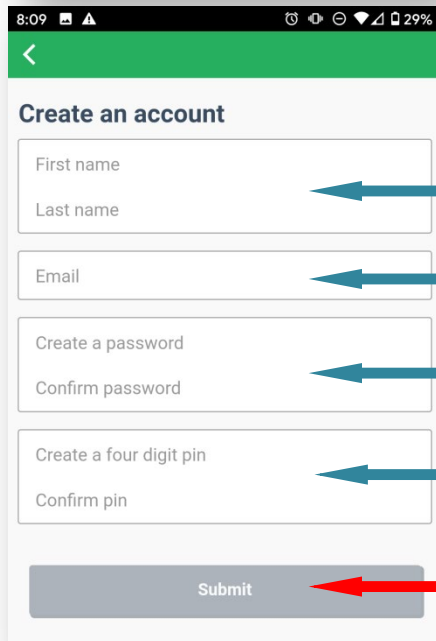 8:09 29%
Create an account
First name
Last name
Email
Create a password
Confirm password
Create a four digit pin
Confirm pin
Submit